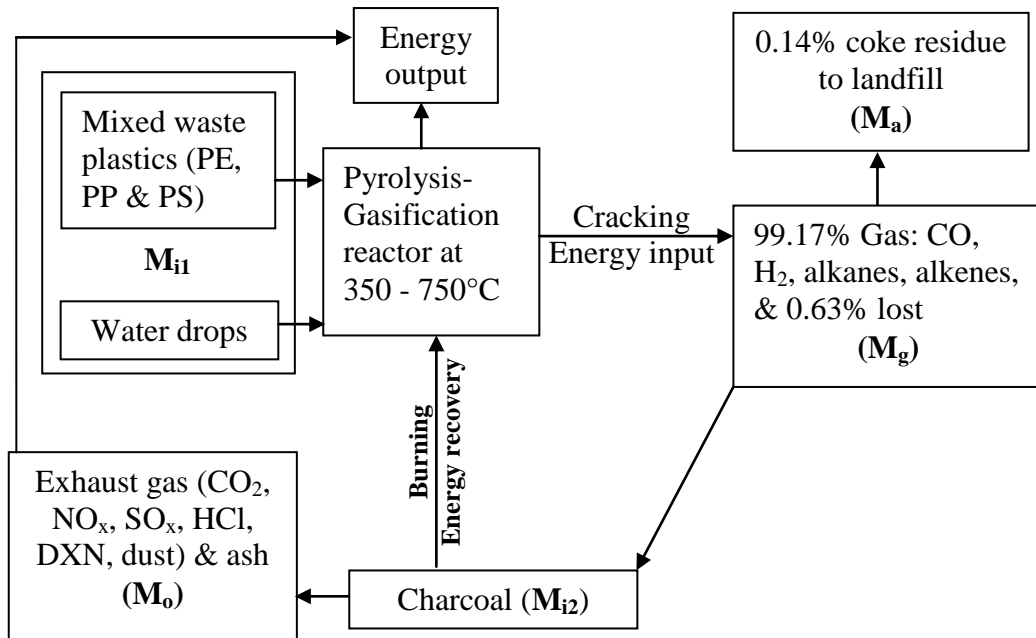 Energy
output
0.14% coke residue
to landfill
(Mₐ)
Mixed waste
plastics (PE,
PP & PS)
Mᵢ₁
Water drops
Pyrolysis-
Gasification
reactor at
350 - 750°C
Cracking
Energy input
99.17% Gas: CO,
H₂, alkanes, alkenes,
& 0.63% lost
(M_g)
Burning
Energy recovery
Exhaust gas (CO₂,
NOₓ, SOₓ, HCl,
DXN, dust) & ash
(Mₒ)
Charcoal (Mᵢ₂)